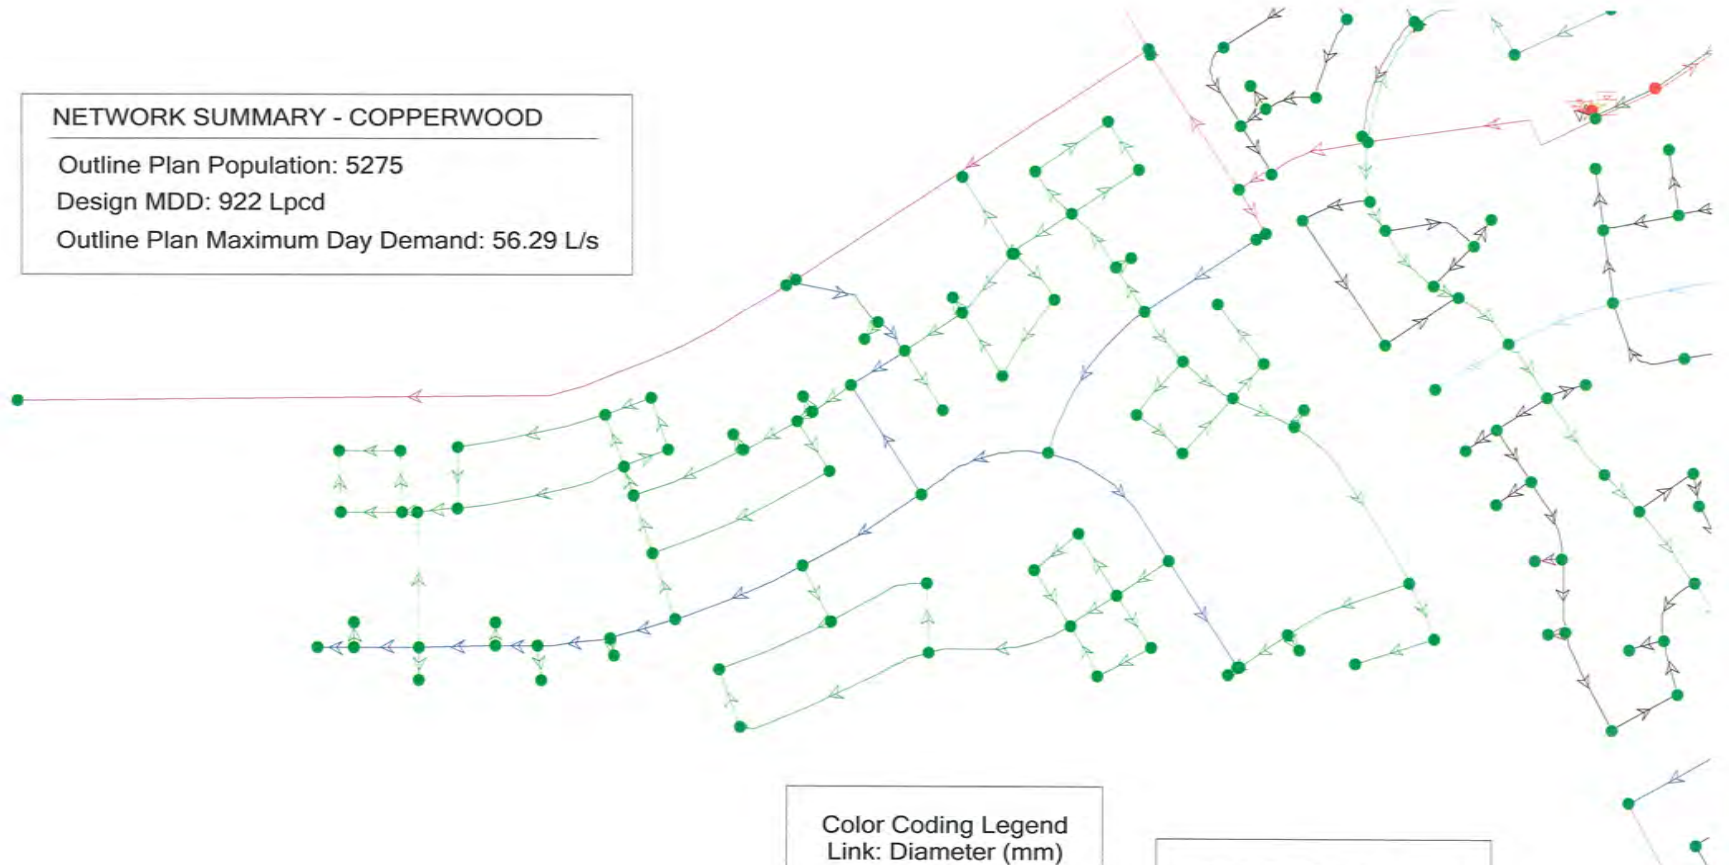 NETWORK SUMMARY - COPPERWOOD
Outline Plan Population: 5275
Design MDD: 922 Lpcd
Outline Plan Maximum Day Demand: 56.29 L/s
Color Coding Legend
Link: Diameter (mm)